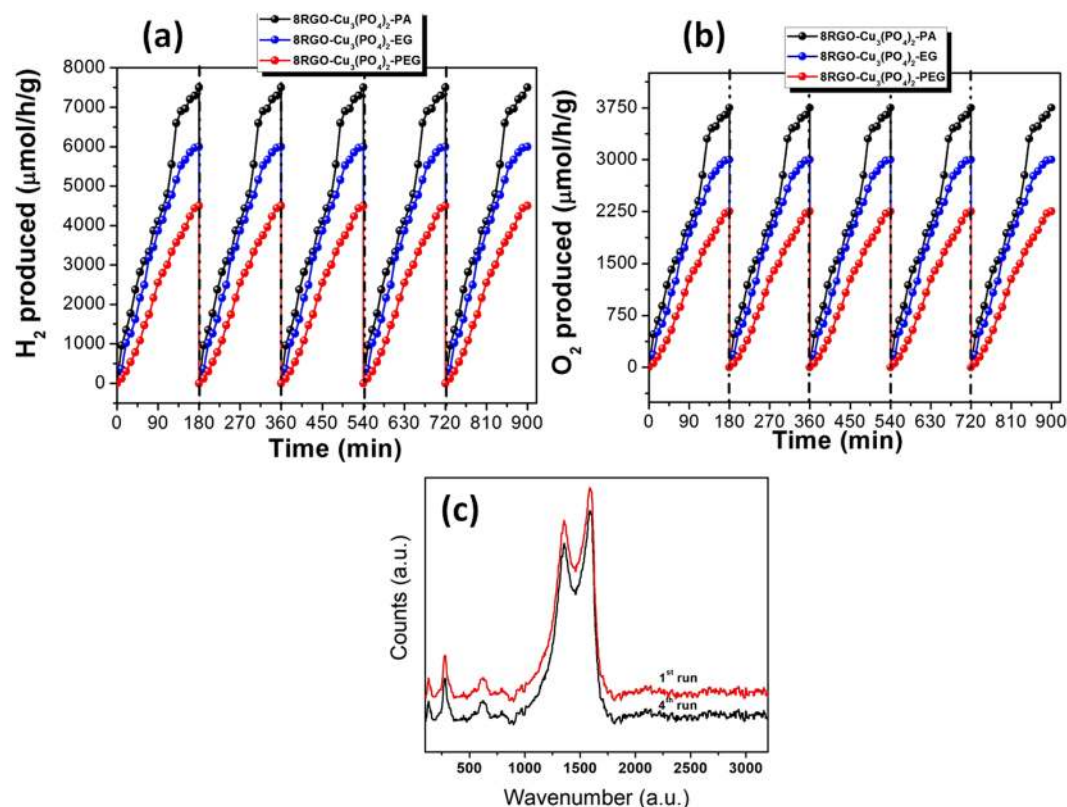 (a)
8RGO-Cu₃(PO₄)₂-PA
8RGO-Cu₃(PO₄)₂-EG
8RGO-Cu₃(PO₄)₂-PEG
H₂ produced (μmol/h/g)
8000
7000
6000
5000
4000
3000
2000
1000
0
0 90 180 270 360 450 540 630 720 810 900
Time (min)
(b)
8RGO-Cu₃(PO₄)₂-PA
8RGO-Cu₃(PO₄)₂-EG
8RGO-Cu₃(PO₄)₂-PEG
O₂ produced (μmol/h/g)
3750
3000
2250
1500
750
0
0 90 180 270 360 450 540 630 720 810 900
Time (min)
(c)
Counts (a.u.)
1ˢᵗ run
4ᵗʰ run
500 1000 1500 2000 2500 3000
Wavenumber (a.u.)